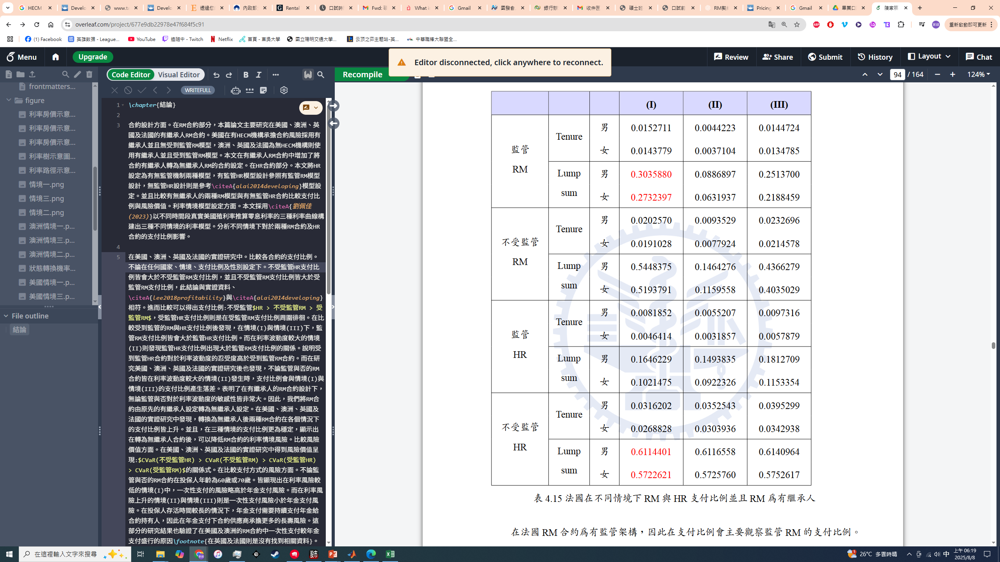 HECM
Develo
www.ta
Develo
透過您的
內政部
Rental
口試時
Fwd: 碩
What i
Gmail
國發會
銀行辦
收件匣
碩士班
口試前
RM契約
Pricing
Gmail
畢業口
陳家祺
overleaf.com/project/677e9db22978e47f684f5c91
重新啟動即可更新
(1) Facebook
英雄数据 - League...
YouTube
追隨中 - Twitch
Netflix
首頁 - 東吳大學
國立陽明交通大學...
云顶之弈主题站-英...
中華職棒大聯盟全...
Menu
Upgrade
Editor disconnected, click anywhere to reconnect.
Review
Share
Submit
History
Layout
Chat
Code Editor
Visual Editor
Recompile
94 / 164
124%
WRITEFULL
frontmatters...
figure
利率房價示意...
利率房價示意...
利率房價示意...
利率樹示意圖...
利率路徑示意...
情境一.png
情境三.png
情境二.png
澳洲情境一.p...
澳洲情境三.p...
澳洲情境二.p...
狀態轉換機率...
美國情境一.p...
美國情境三.p...
File outline
結論
1 \chapter{結論}
2
3 合約設計方面。在RM合約部分，本篇論文主要研究在美國、澳洲、英
國及法國的有繼承人RM合約。美國在有HECM機構承擔合約風險採用有
繼承人並且無受到監管RM模型，澳洲、英國及法國為無HECM機構則使
用有繼承人並且受到監管RM模型。本文在有繼承人RM合約中增加了將
合約有繼承人轉為無繼承人RM的合約設定。在HR合約部分。本文將HR
設定為有無監管機制兩種模型，有監管HR模型設計參照有監管RM模型
設計，無監管HR設計則是參考\citeA{alai2014developing}模型設
定。並且比較有無繼承人的兩種RM模型與有無監管HR合約比較支付比
例與風險價值。利率情境模型設定方面。本文採用\citeA{劉佩佳
(2023)}以不同時間段真實美國殖利率推算零息利率的三種利率曲線構
建出三種不同情境的利率模型。分析不同情境下對於兩種RM合約及HR
合約的支付比例影響。
4
5 在美國、澳洲、英國及法國的實證研究中。比較各合約的支付比例。
不論在任何國家、情境、支付比例及性別設定下。不受監管HR支付比
例皆會大於不受監管RM支付比例，並且不受監管RM支付比例皆大於受
監管RM支付比例，此結論與實證資料、
\citeA{lee2018profitability}與\citeA{alai2014developing}
相符。進而比較可以得出支付比例:不受監管$HR > 不受監管RM > 受
監管RM$，受監管HR支付比例則是在受監管RM支付比例周圍徘徊。在比
較受到監管的RM與HR支付比例後發現，在情境(I)與情境(III)下，監
管RM支付比例皆會大於監管HR支付比例。而在利率波動度較大的情境
(II)則發現監管HR支付比例出現大於監管RM支付比例的關係。說明受
到監管HR合約對於利率波動度的忍受度高於受到監管RM合約。而在研
究美國、澳洲、英國及法國的實證研究後也發現，不論監管與否的RM
合約皆在利率波動度較大的情境(II)發生時，支付比例會與情境(I)與
情境(III)的支付比例產生落差。表明了在有繼承人的RM合約設計下，
無論監管與否對於利率波動度的敏感性皆非常大。因此，我們將RM合
約由原先的有繼承人設定轉為無繼承人設定。在美國、澳洲、英國及
法國的實證研究中發現，轉換為無繼承人後兩種RM合約在各個情況下
的支付比例皆上升。並且，在三種情境的支付比例更為穩定，顯示出
在轉為無繼承人合約後，可以降低RM合約的利率情境風險。比較風險
價值方面。在美國、澳洲、英國及法國的實證研究中得到風險價值呈
現:$CVaR(不受監管HR) > CVaR(不受監管RM) > CVaR(受監管HR)
> CVaR(受監管RM)$的關係式。在比較支付方式的風險方面。不論監
管與否的RM合約在投保人年齡為60歲或70歲。皆顯現出在利率風險較
低的情境(I)中，一次性支付的風險略高於年金支付風險。而在利率風
險上升的情境(II)與情境(III)則是一次性支付風險小於年金支付風
險。在投保人存活時間較長的情況下，年金支付需要持續支付年金給
合約持有人，因此在年金支付下合約供應商承擔更多的長壽風險。這
部分的研究結果也驗證了在美國及澳洲的RM合約中一次性支付較年金
支付盛行的原因\footnote{在英國及法國則是沒有找到相關資料}。
(I) (II) (III)
監管 RM Tenure 男 0.0152711 0.0044223 0.0144724
女 0.0143779 0.0037104 0.0134785
Lump sum 男 0.3035880 0.0886897 0.2513700
女 0.2732397 0.0631937 0.2188459
不受監管 RM Tenure 男 0.0202570 0.0093529 0.0232696
女 0.0191028 0.0077924 0.0214578
Lump sum 男 0.5448375 0.1464276 0.4366279
女 0.5193791 0.1159558 0.4035029
監管 HR Tenure 男 0.0081852 0.0055207 0.0097316
女 0.0046414 0.0031857 0.0057879
Lump sum 男 0.1646229 0.1493835 0.1812709
女 0.1021475 0.0922326 0.1153354
不受監管 HR Tenure 男 0.0316202 0.0352543 0.0395299
女 0.0268828 0.0303936 0.0342938
Lump sum 男 0.6114401 0.6116558 0.6140964
女 0.5722621 0.5725760 0.5752617
表 4.15 法國在不同情境下 RM 與 HR 支付比例並且 RM 為有繼承人
在法國 RM 合約為有監管架構，因此在支付比例會主要觀察監管 RM 的支付比例。
在這裡輸入文字來搜尋
26°C 多雲時晴
中
上午 06:19
2025/8/8